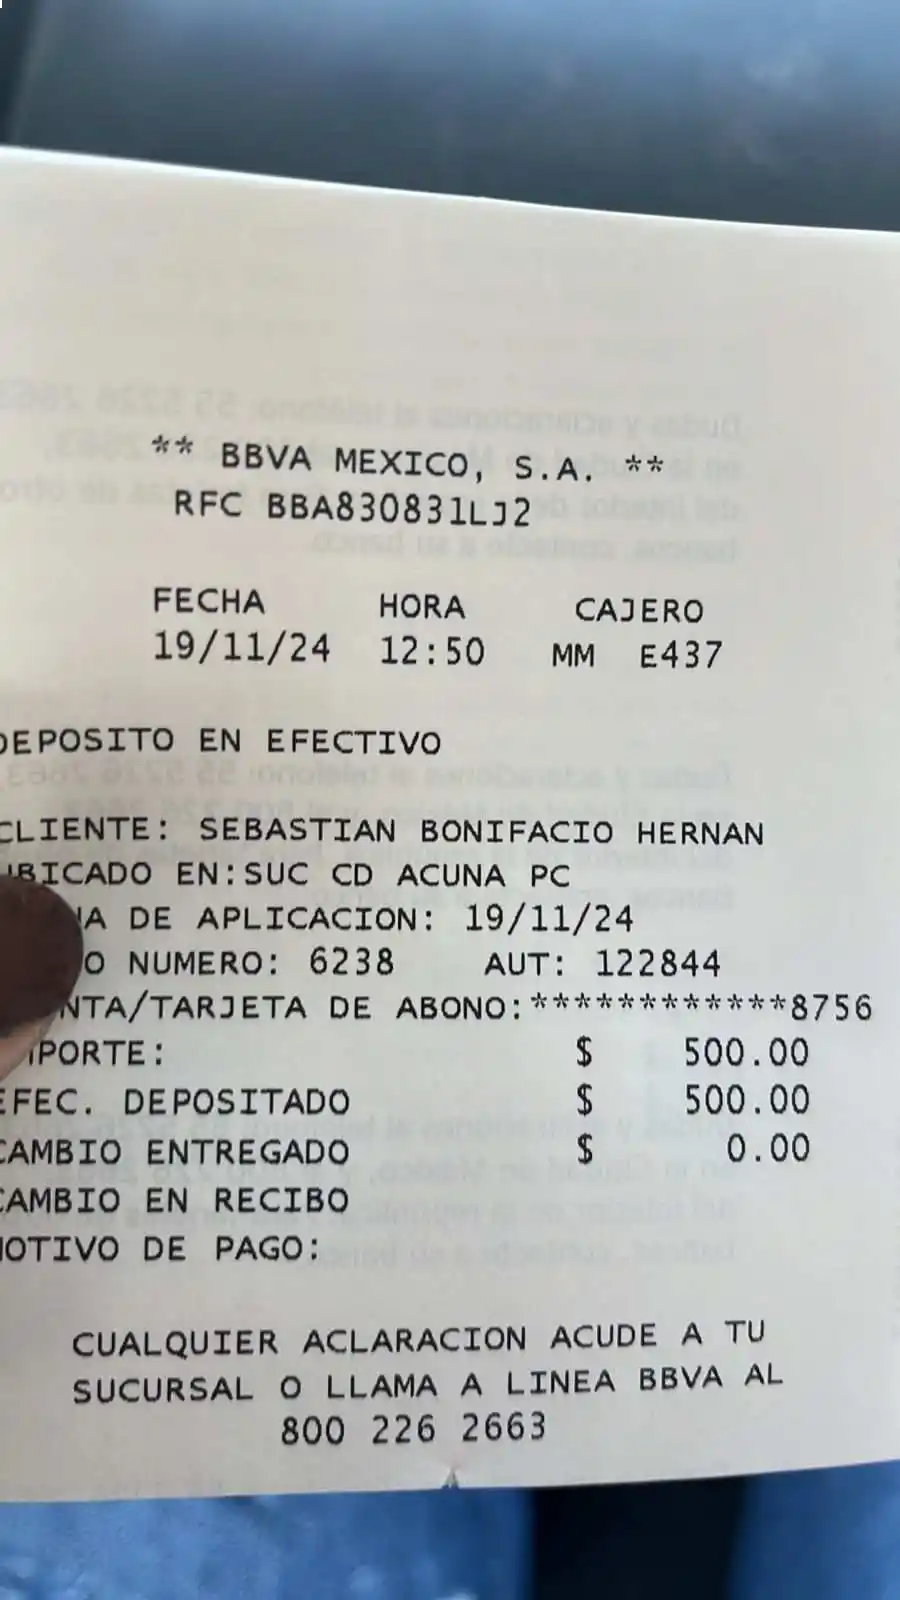 ** BBVA MEXICO, S.A. **
RFC BBA830831LJ2
FECHA HORA CAJERO
19/11/24 12:50 MM E437
DEPOSITO EN EFECTIVO
CLIENTE: SEBASTIAN BONIFACIO HERNAN
UBICADO EN:SUC CD ACUNA PC
DE APLICACION: 19/11/24
NUMERO: 6238 AUT: 122844
NTA/TARJETA DE ABONO:************8756
PORTE: $ 500.00
EFEC. DEPOSITADO $ 500.00
CAMBIO ENTREGADO $ 0.00
CAMBIO EN RECIBO
MOTIVO DE PAGO:
CUALQUIER ACLARACION ACUDE A TU
SUCURSAL O LLAMA A LINEA BBVA AL
800 226 2663